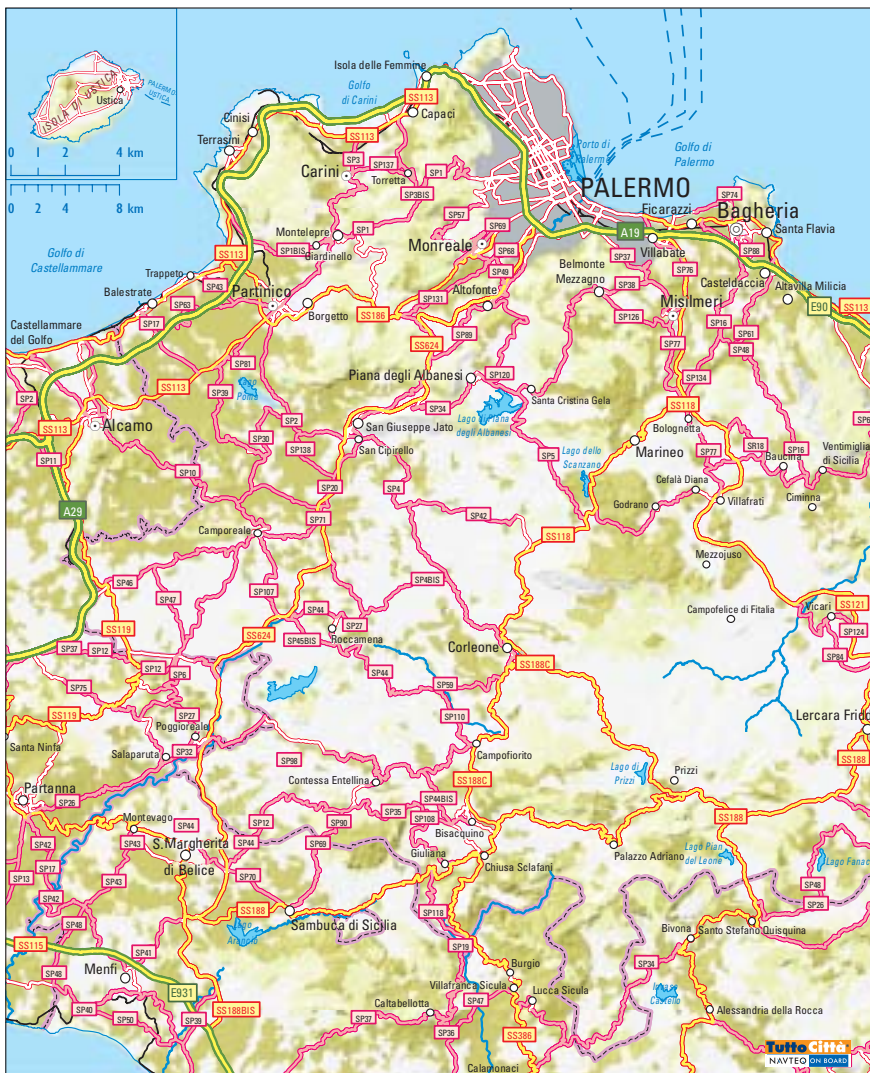 ISOLA DI USTICA
Ustica
PALERMO
USTICA
0 1 2 4 km
0 2 4 8 km
Isola delle Femmine
Golfo
di Carini
SS113
Capaci
Cinisi
SS113
SS113
Terrasini
SP3
SP137
Carini
Torretta
SP1
SP3BIS
Porto di
Golfo di
Palermo
PALERMO
SP74
Ficarazzi
Bagheria
Santa Flavia
SP57
SP69
A19
Montelepre
SP1
Monreale
SP68
Villabate
SP88
SP1BIS
Giardinello
SP37
Golfo di
Castellammare
SS113
SP49
Belmonte
Mezzagno
SP76
Casteldaccia
Trappeto
SP43
SP38
Altavilla Milicia
Balestrate
SP63
Partinico
SP131
Altofonte
Misilmeri
E90
SS113
Borgetto
SS186
SP126
SP16
SP61
SP17
Castellammare
del Golfo
SS624
SP89
SP77
SP48
SP81
Piana degli Albanesi
SP120
SP134
SS113
SP39
Lago
Poma
Santa Cristina Gela
SP2
SP2
SP34
Lago di Piana
degli Albanesi
SS118
SS113
Alcamo
San Giuseppe Jato
Bolognetta
SP30
SP138
San Cipirello
Lago dello
Scanzano
Marineo
SP77
SR18
SP16
SP6
SP11
SP10
SP5
Baucina
Ventimiglia
di Sicilia
SP20
SP4
Cefalà Diana
A29
Godrano
Villafrati
Ciminna
SP71
SP42
Camporeale
SS118
Mezzojuso
SP46
SP107
SP4BIS
SP47
Campofelice di Fitalia
Vicari
SS121
SS119
SS624
SP44
SP27
Roccamena
SP124
SP45BIS
Corleone
SP37
SP12
SP84
SP12
SP6
SP44
SP59
SS188C
SP75
SS119
SP27
Poggioreale
SP110
Lercara Fridd
Santa Ninfa
SP32
Salaparuta
SP98
Campofiorito
SS188
Lago di
Prizzi
Prizzi
Contessa Entellina
SS188C
Partanna
SP26
SP44BIS
SP35
SP108
SS188
Montevago
SP44
SP12
SP90
Bisacquino
SP42
SP43
S.Margherita
di Belice
SP44
SP69
Giuliana
Chiusa Sclafani
Palazzo Adriano
Lago Pian
del Leone
Lago Fanaco
SP17
SP13
SP43
SP70
SP48
SP42
SS188
SP26
Sambuca di Sicilia
SP118
SP48
Lago
Arancio
Bivona
Santo Stefano Quisquina
SS115
SP41
SP19
SP34
Menfi
Burgio
SP48
E931
Villafranca Sicula
Lucca Sicula
Castello
SP40
SP50
SP39
SS188BIS
Caltabellotta
SP47
Alessandria della Rocca
SP37
SP36
SS386
Calamonaci
Tutto Città
NAVTEQ ON BOARD